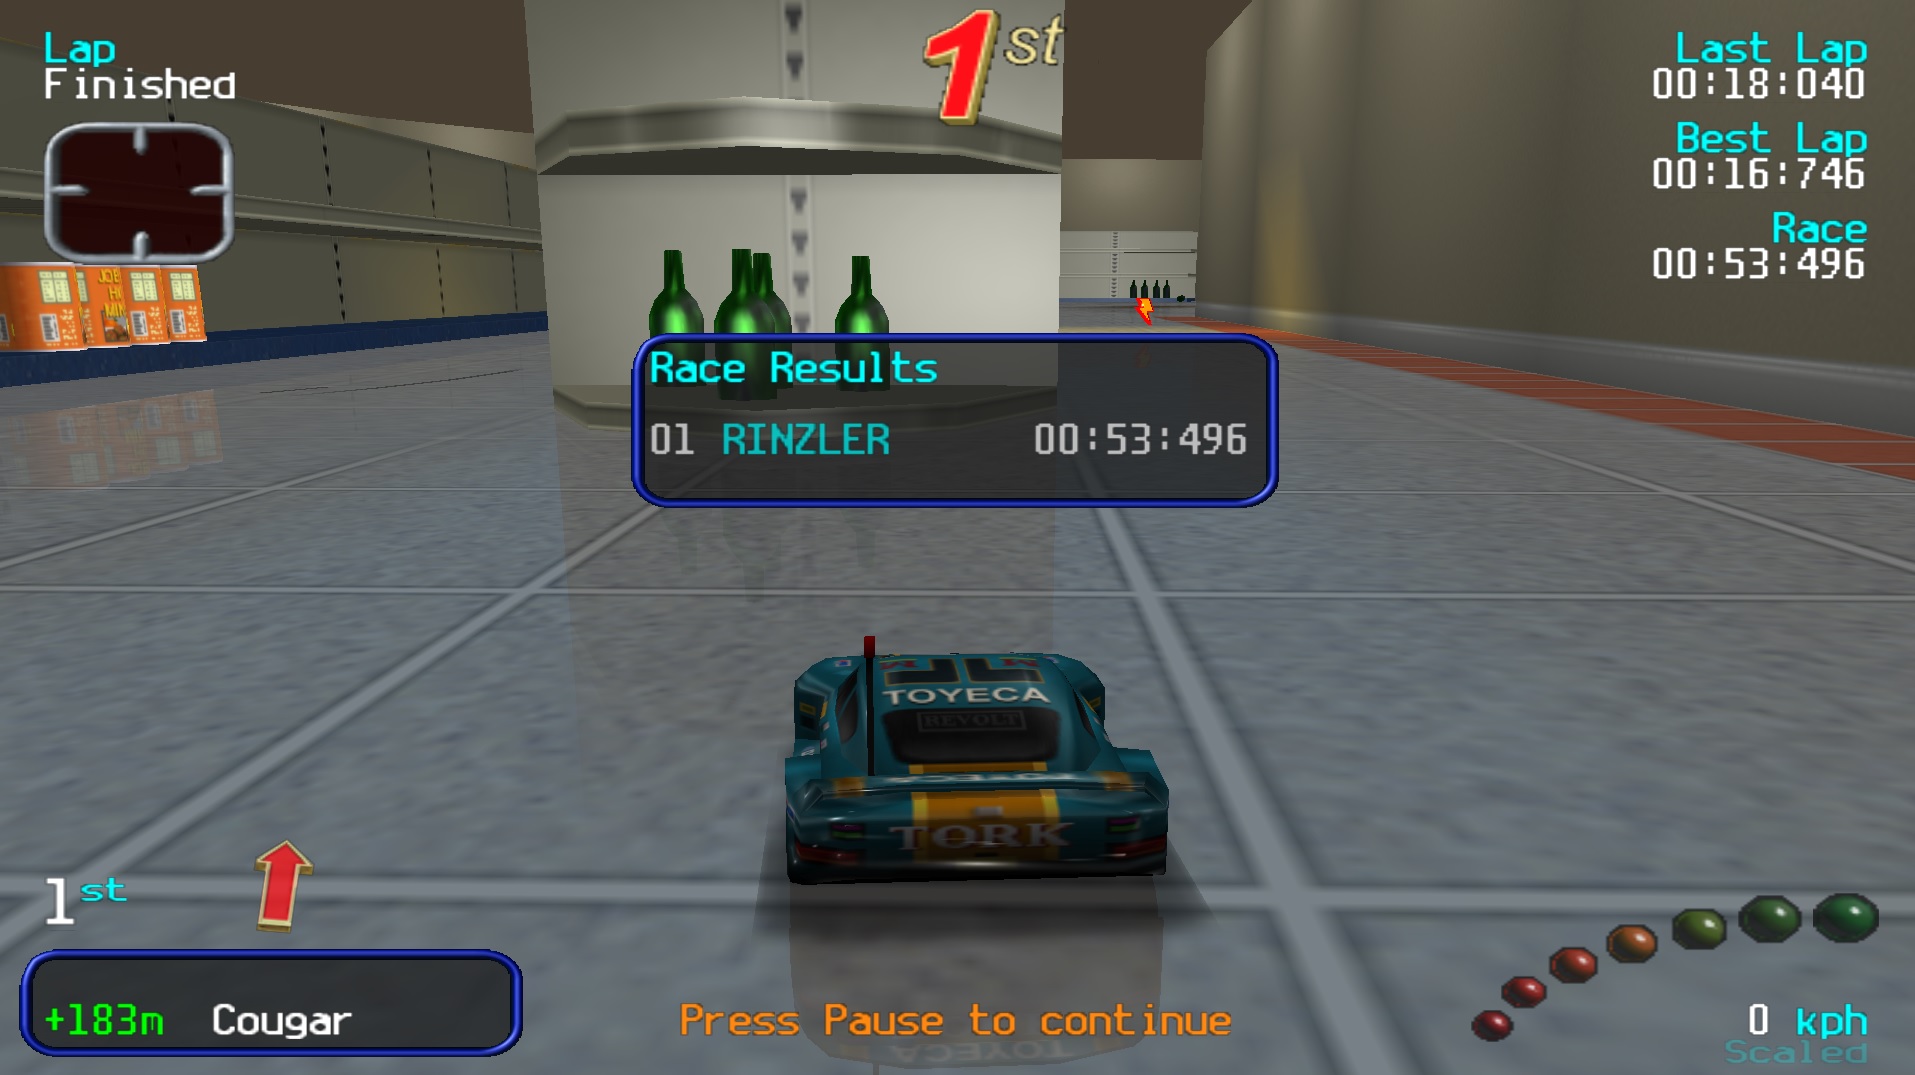 Lap
Finished
1st
Last Lap
00:18:040
Best Lap
00:16:746
Race
00:53:496
Race Results
01 RINZLER 00:53:496
TOYECA
REVOLT
TORK
1st
+183m Cougar
Press Pause to continue
0 kph
Scaled